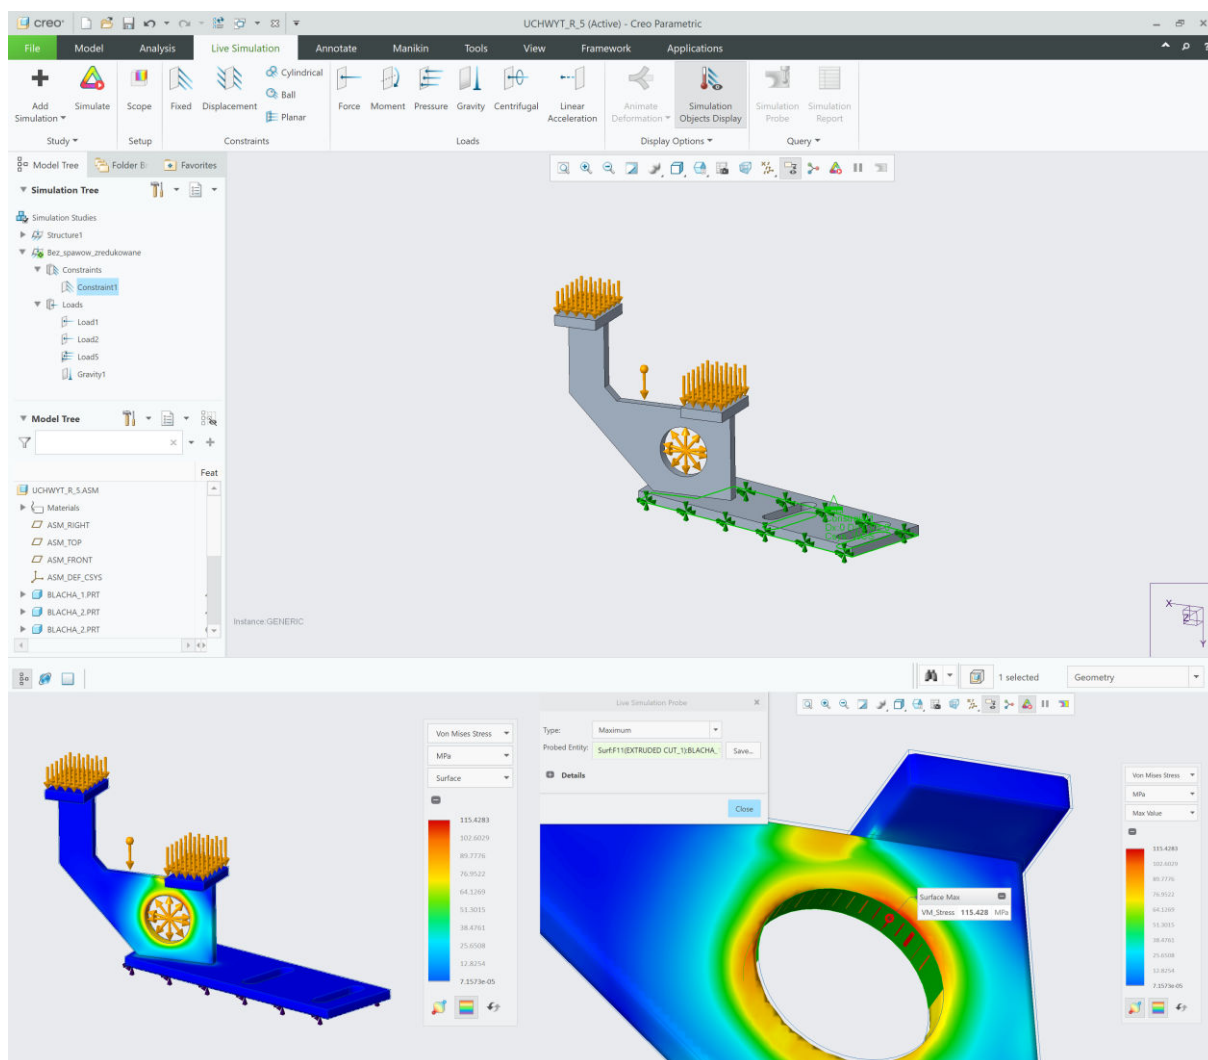 creo·
UCHWYT_R_5 (Active) - Creo Parametric
File Model Analysis Live Simulation Annotate Manikin Tools View Framework Applications
Add Simulation
Simulate
Scope
Fixed
Displacement
Cylindrical
Ball
Planar
Force
Moment
Pressure
Gravity
Centrifugal
Linear Acceleration
Animate Deformation
Simulation Objects Display
Simulation Probe
Simulation Report
Study
Setup
Constraints
Loads
Display Options
Query
Model Tree
Folder B
Favorites
Simulation Tree
Simulation Studies
Structure1
Bez_spawow_zredukowane
Constraints
Constraint1
Loads
Load1
Load2
Load5
Gravity1
Model Tree
Feat
UCHWYT_R_5.ASM
Materials
ASM_RIGHT
ASM_TOP
ASM_FRONT
ASM_DEF_CSYS
BLACHA_1.PRT
BLACHA_2.PRT
BLACHA_2.PRT
Instance:GENERIC
X
Z
Y
1 selected
Geometry
Von Mises Stress
MPa
Surface
115.4283
102.6029
89.7776
76.9522
64.1269
51.3015
38.4761
25.6508
12.8254
7.1573e-05
Live Simulation Probe
Type: Maximum
Probed Entity: Surf:F11(EXTRUDED CUT_1):BLACHA_ Save...
Details
Close
Surface Max
VM_Stress 115.428 MPa
Von Mises Stress
MPa
Max Value
115.4283
102.6029
89.7776
76.9522
64.1269
51.3015
38.4761
25.6508
12.8254
7.1573e-05